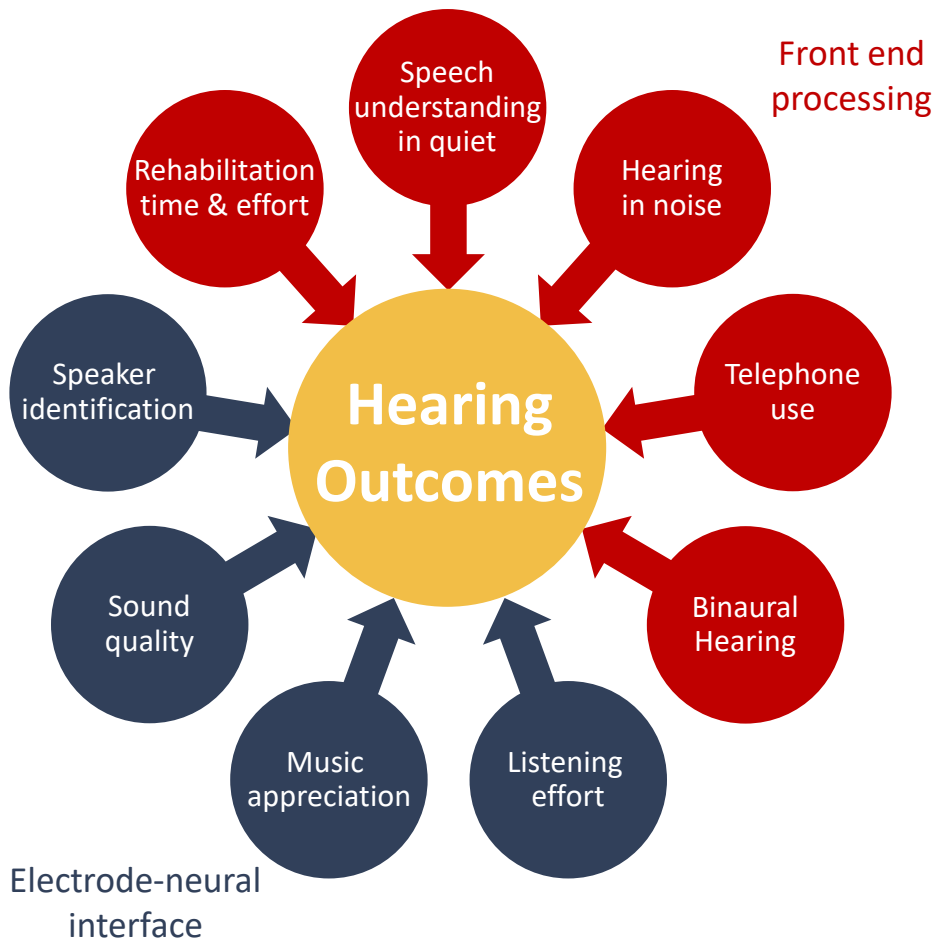 Front end
processing
Speech
understanding
in quiet
Rehabilitation
time & effort
Hearing
in noise
Speaker
identification
Hearing
Outcomes
Telephone
use
Sound
quality
Binaural
Hearing
Music
appreciation
Listening
effort
Electrode-neural
interface